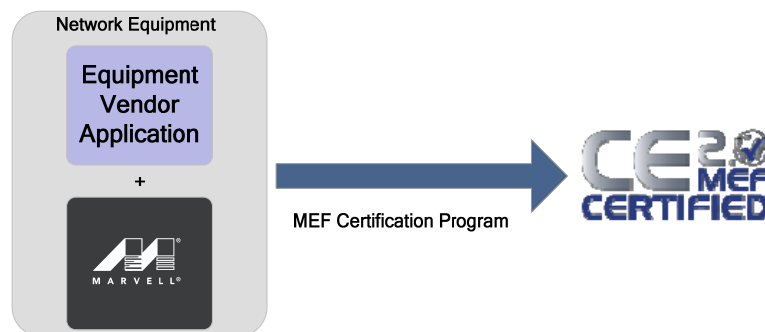 Network Equipment
Equipment
Vendor
Application
+
MARVELL®
MEF Certification Program
CE 2.0
MEF
CERTIFIED